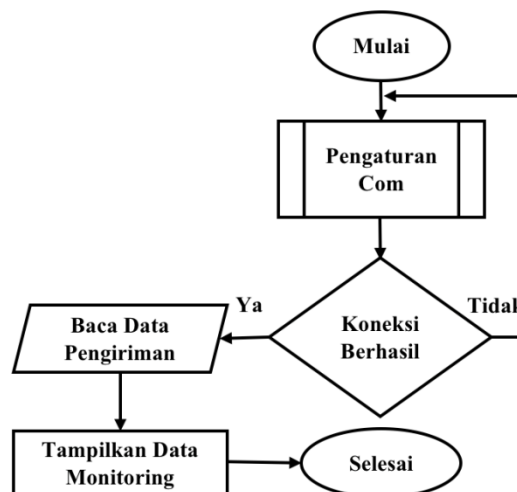 Mulai
Pengaturan
Com
Koneksi
Berhasil
Ya
Tidak
Baca Data
Pengiriman
Tampilkan Data
Monitoring
Selesai